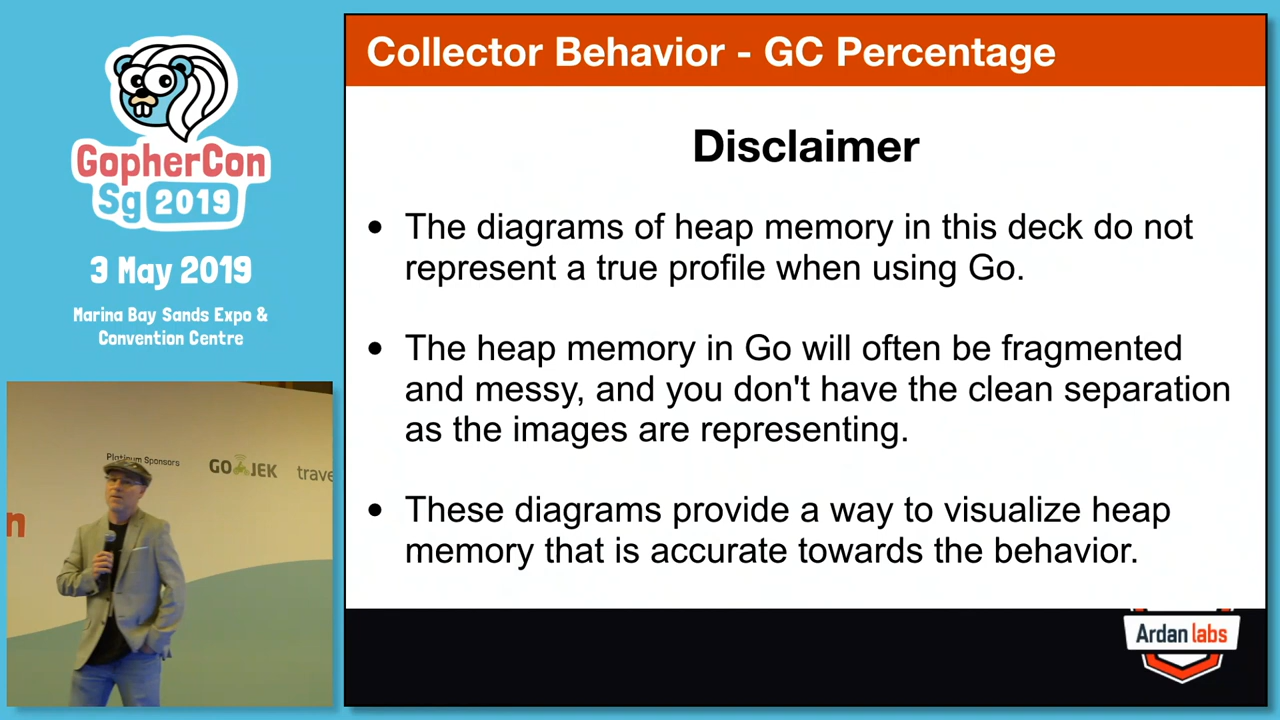 GopherCon
Sg 2019
3 May 2019
Marina Bay Sands Expo &
Convention Centre
Platinum Sponsors
GO JEK
trave
n
Collector Behavior - GC Percentage
Disclaimer
• The diagrams of heap memory in this deck do not
represent a true profile when using Go.
• The heap memory in Go will often be fragmented
and messy, and you don't have the clean separation
as the images are representing.
• These diagrams provide a way to visualize heap
memory that is accurate towards the behavior.
Ardan labs